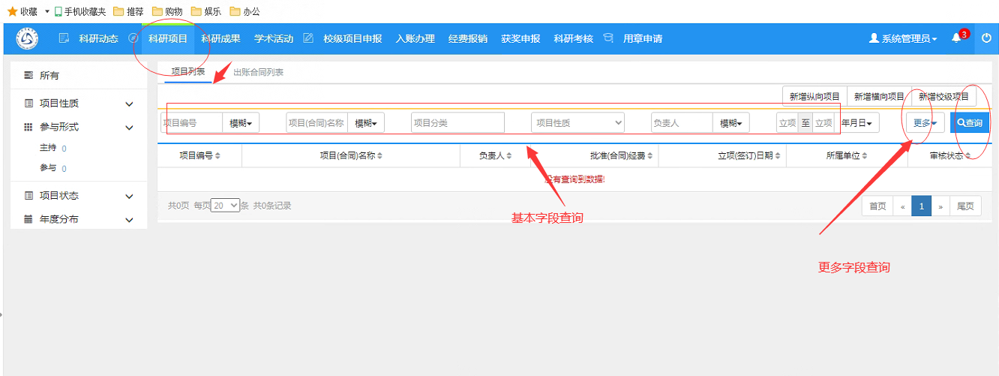 收藏 手机收藏夹 推荐 购物 娱乐 办公
科研动态 科研项目 科研成果 学术活动 校级项目申报 入账办理 经费报销 获奖申报 科研考核 用章申请 系统管理员 3
所有
项目性质
参与形式
主持 0
参与 0
项目状态
年度分布
项目列表 出账合同列表
新增纵向项目 新增横向项目 新增校级项目
项目编号 模糊 项目(合同)名称 模糊 项目分类 项目性质 负责人 模糊 立项 至 立项 年月日 更多 查询
项目编号 项目(合同)名称 负责人 批准(合同)经费 立项(签订)日期 所属单位 审核状态
没有查询到数据!
共0页 每页 20 条 共0条记录 首页 « 1 » 尾页
基本字段查询
更多字段查询